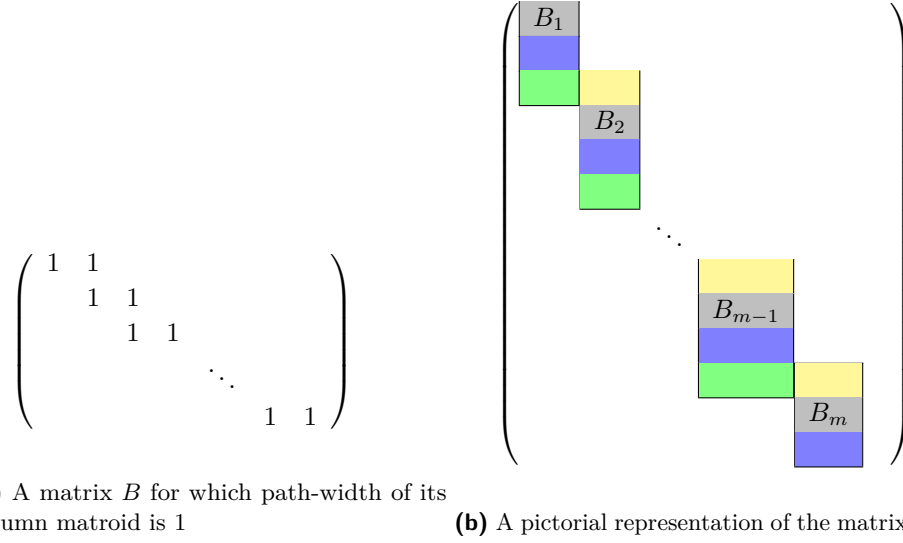 B_1
B_2
⋱
B_{m−1}
B_m
1 1
1 1
1 1
⋱
1 1
A matrix B for which path-width of its
column matroid is 1
(b) A pictorial representation of the matrix